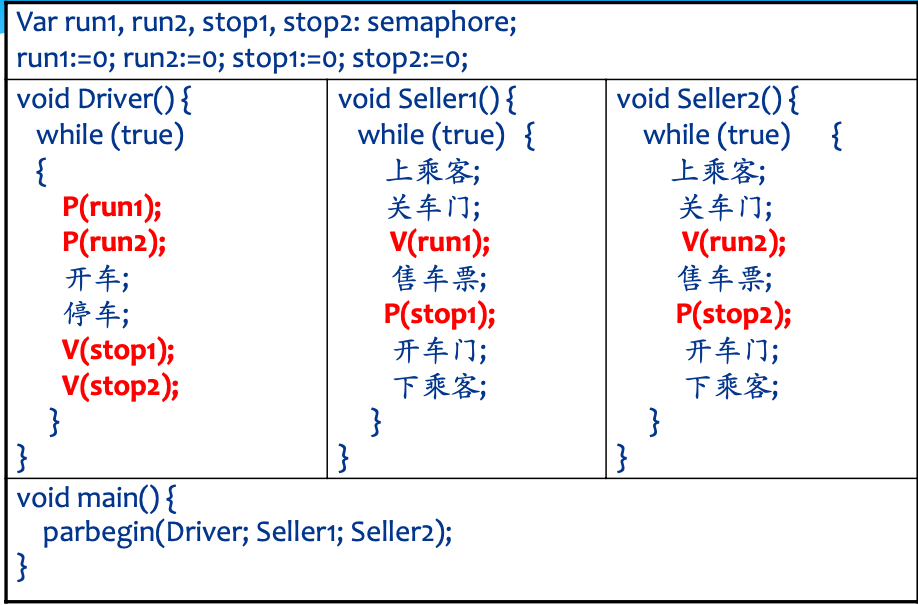 Var run1, run2, stop1, stop2: semaphore;
run1:=0; run2:=0; stop1:=0; stop2:=0;
void Driver() {
while (true)
{
P(run1);
P(run2);
开车;
停车;
V(stop1);
V(stop2);
}
}
void Seller1() {
while (true) {
上乘客;
关车门;
V(run1);
售车票;
P(stop1);
开车门;
下乘客;
}
}
void Seller2() {
while (true) {
上乘客;
关车门;
V(run2);
售车票;
P(stop2);
开车门;
下乘客;
}
}
void main() {
parbegin(Driver; Seller1; Seller2);
}